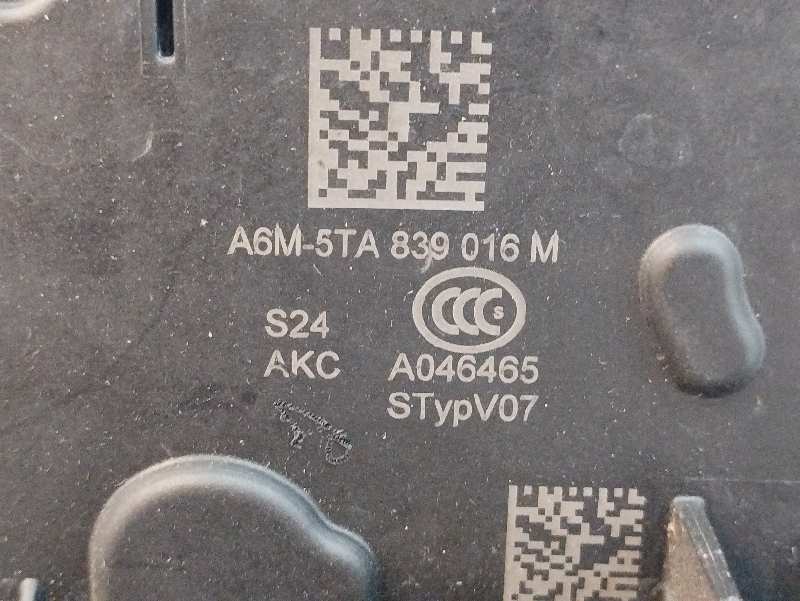 A6M-5TA 839 016 M
CCC S
S24
AKC A046465
STypV07